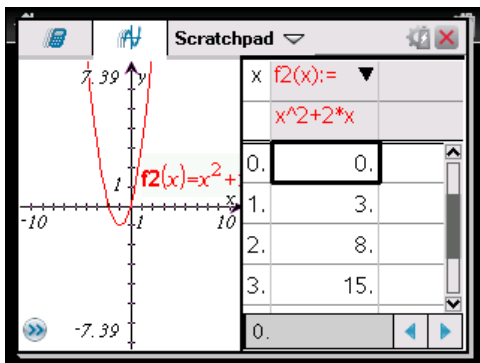 Scratchpad
7.39 y
f2(x)=x²+
1
x
-10
.1
10
-7.39
x f2(x):= ▼
x^2+2*x
0. 0.
1. 3.
2. 8.
3. 15.
0.